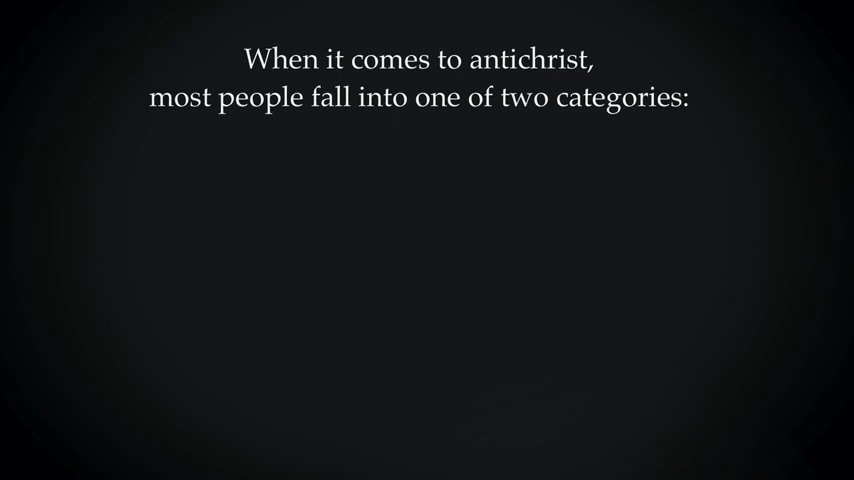 When it comes to antichrist,
most people fall into one of two categories: